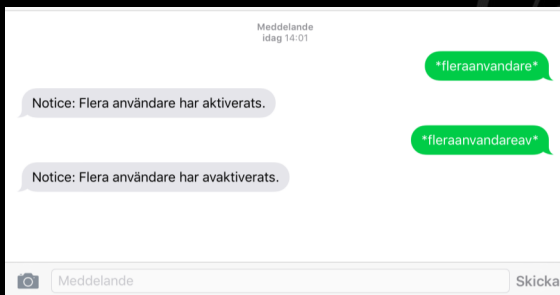 Meddelande
idag 14:01
*fleraanvandare*
Notice: Flera användare har aktiverats.
*fleraanvandareav*
Notice: Flera användare har avaktiverats.
Meddelande
Skicka